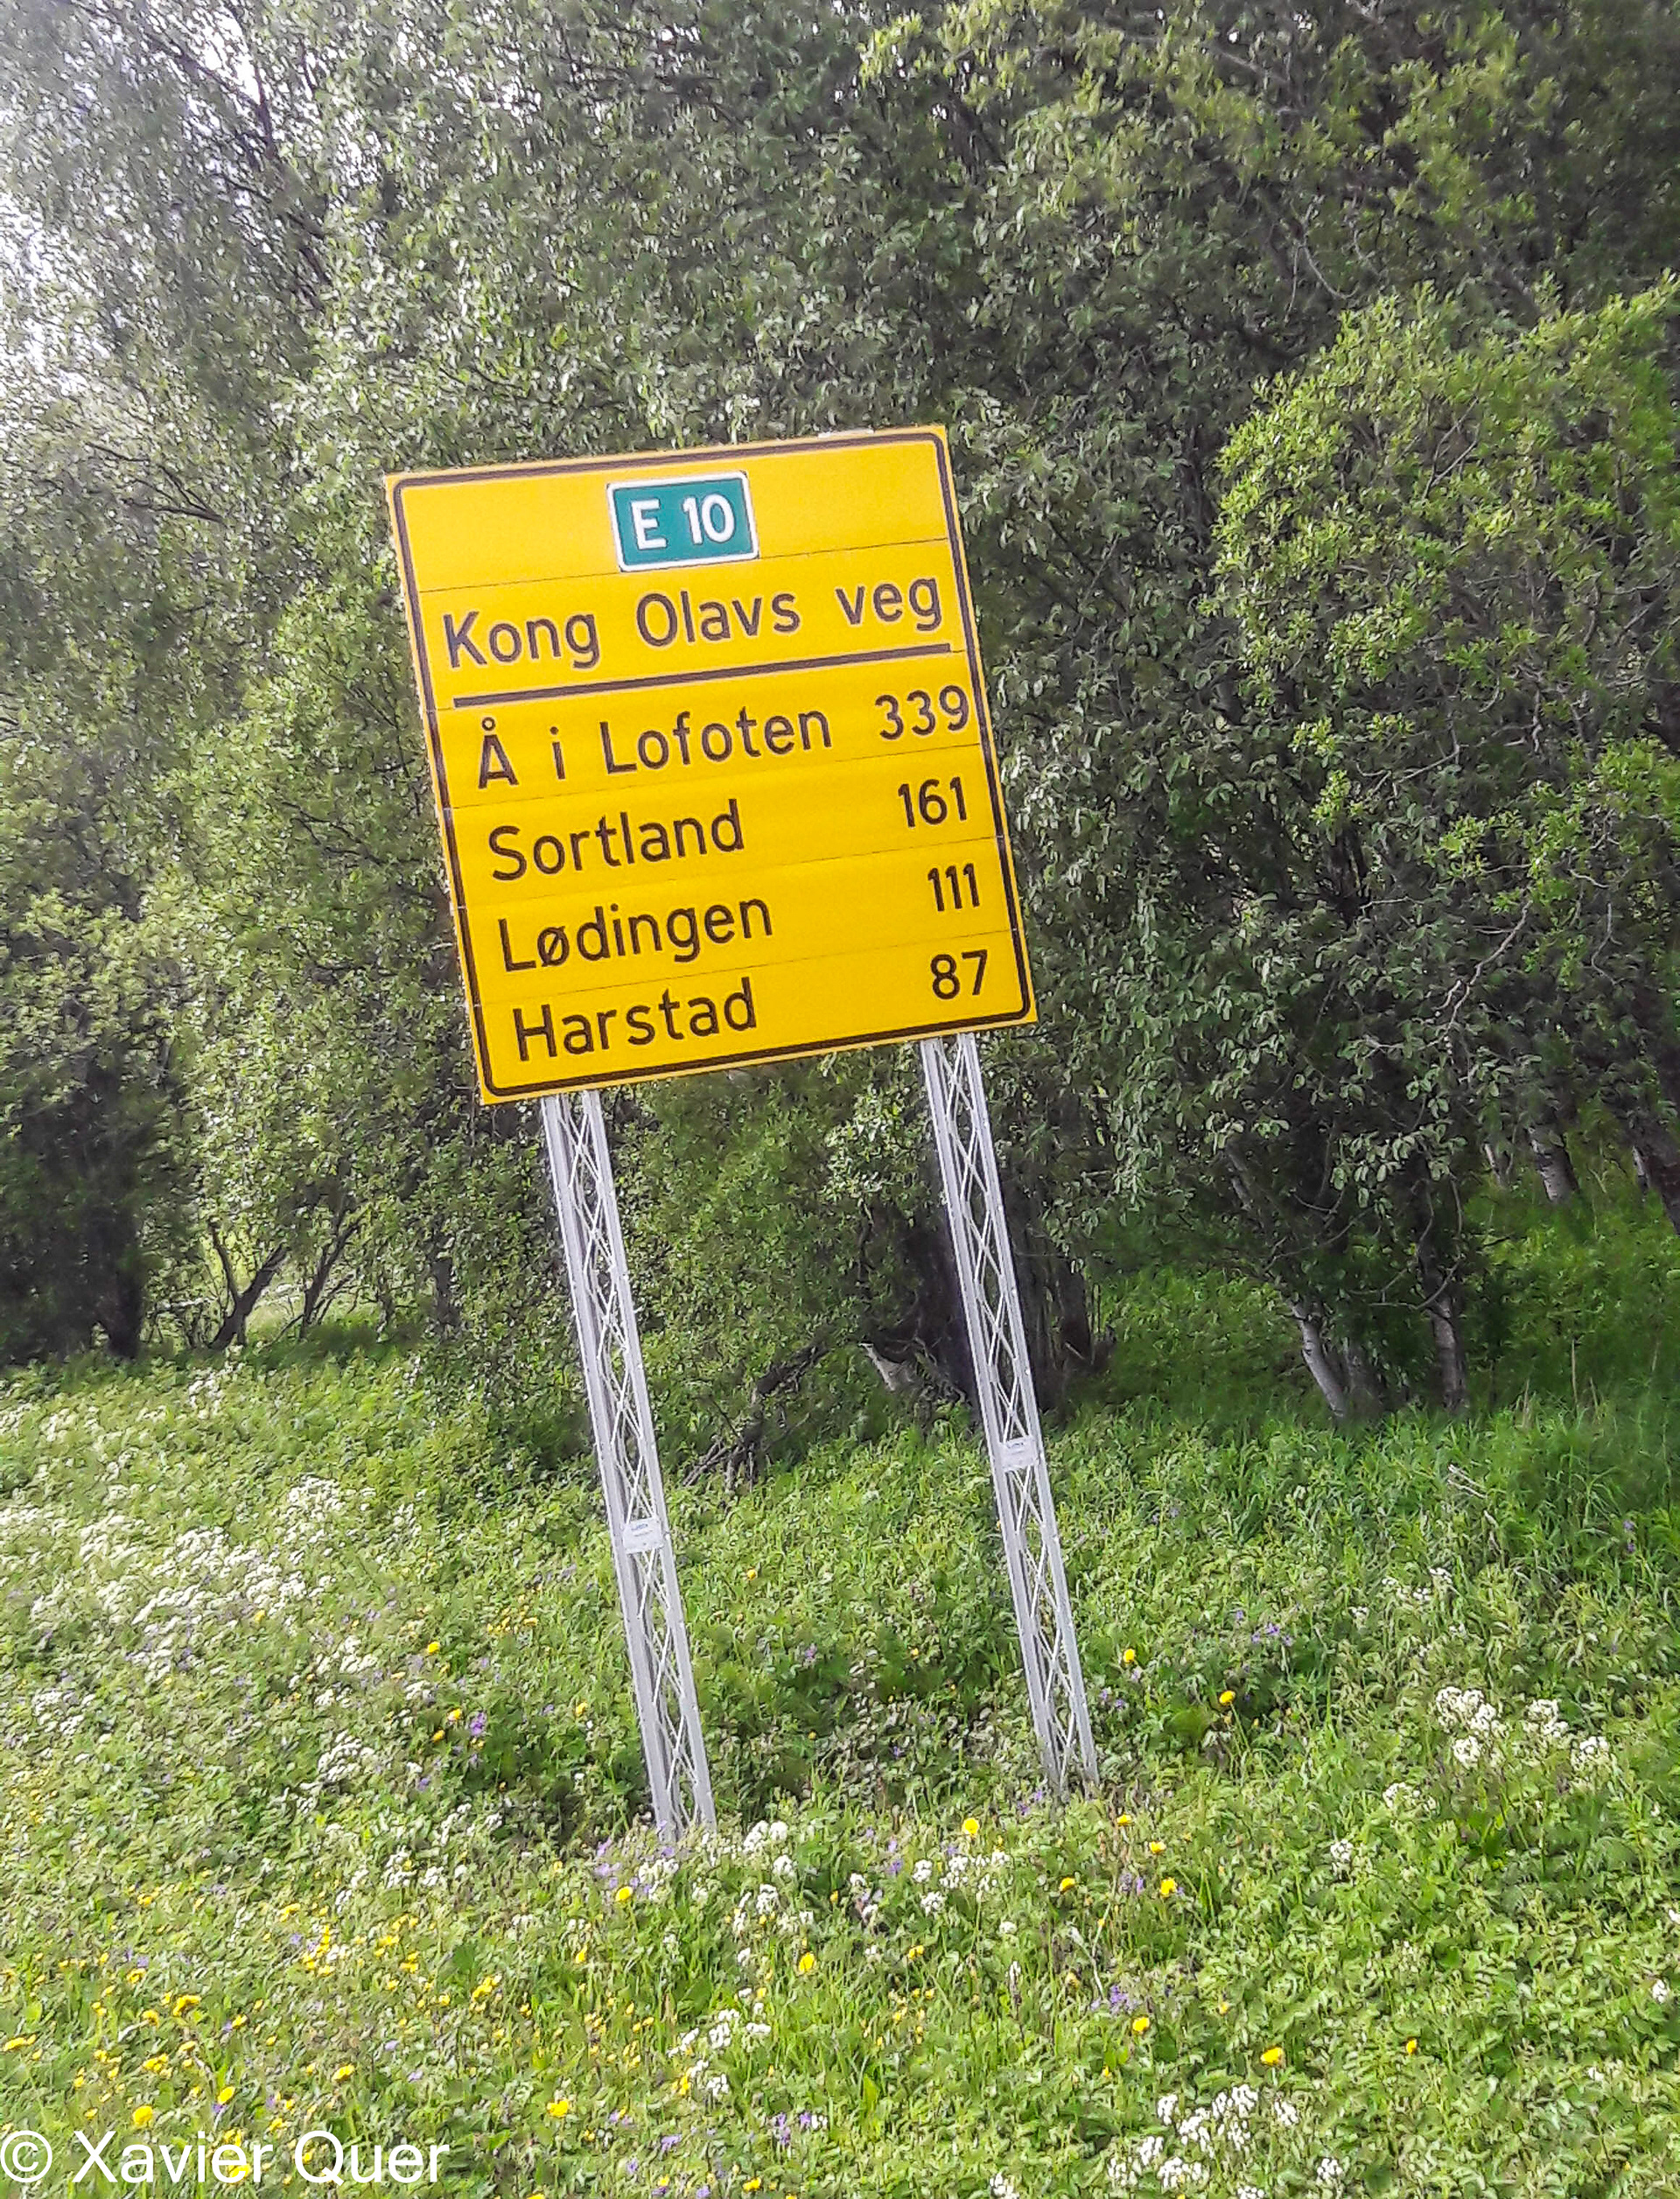 E 10
Kong Olavs veg
Å i Lofoten 339
Sortland 161
Lødingen 111
Harstad 87
© Xavier Quer